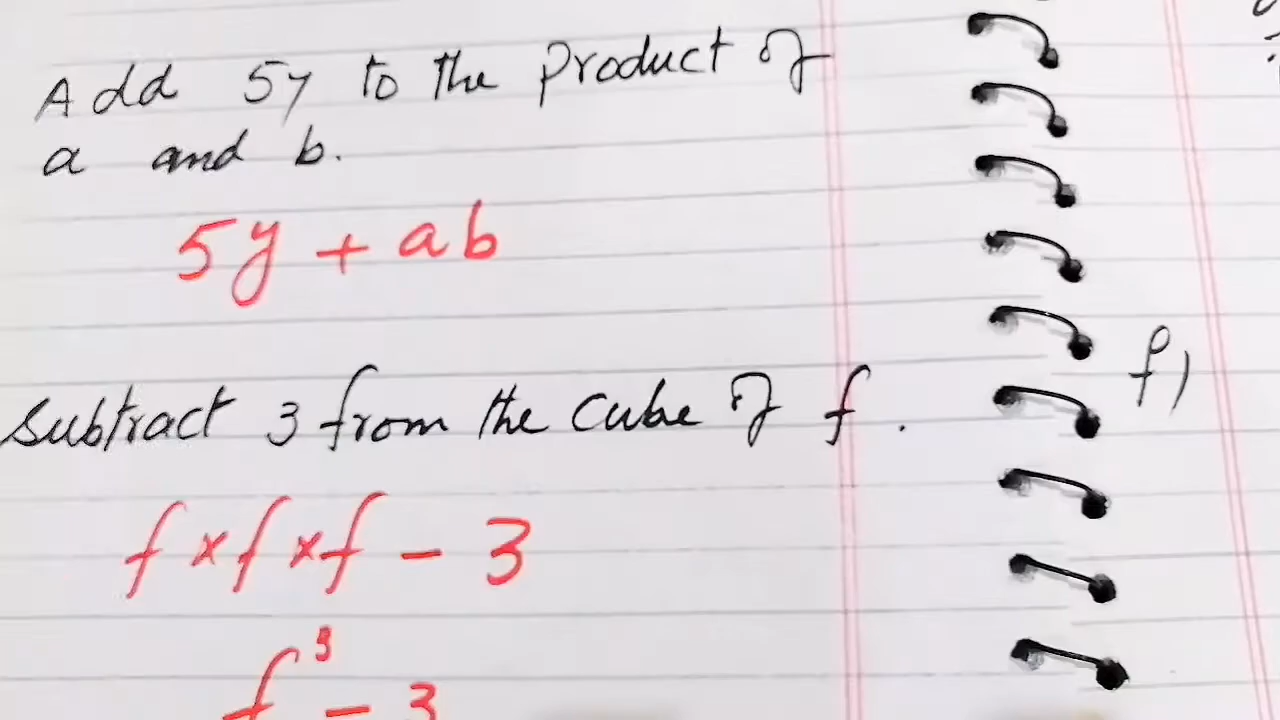 Add 5y to the product of
a and b.
5y + ab
Subtract 3 from the cube of f.
f × f × f - 3
f³ - 3
f)